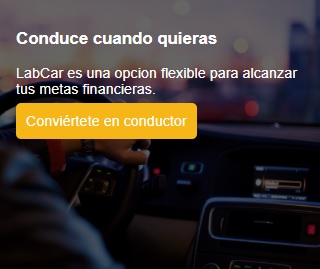 Conduce cuando quieras
LabCar es una opcion flexible para alcanzar
tus metas financieras.
Conviértete en conductor